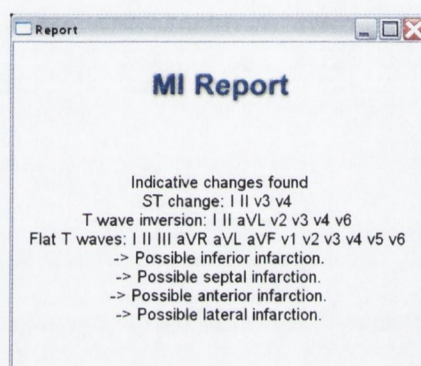 Report
MI Report
Indicative changes found
ST change: I II v3 v4
T wave inversion: I II aVL v2 v3 v4 v6
Flat T waves: I II III aVR aVL aVF v1 v2 v3 v4 v5 v6
-> Possible inferior infarction.
-> Possible septal infarction.
-> Possible anterior infarction.
-> Possible lateral infarction.